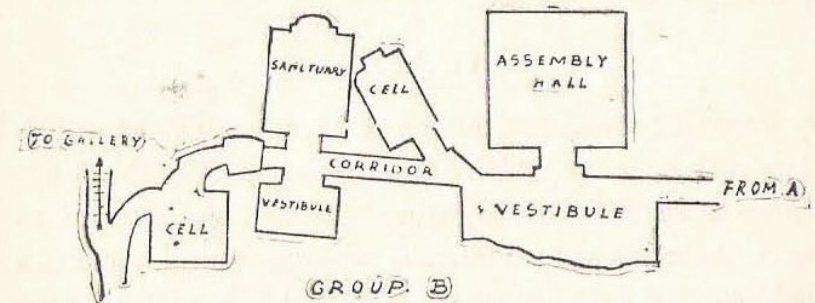 SANCTUARY
CELL
ASSEMBLY
HALL
TO GALLERY
CORRIDOR
FROM A
CELL
VESTIBULE
VESTIBULE
GROUP. B